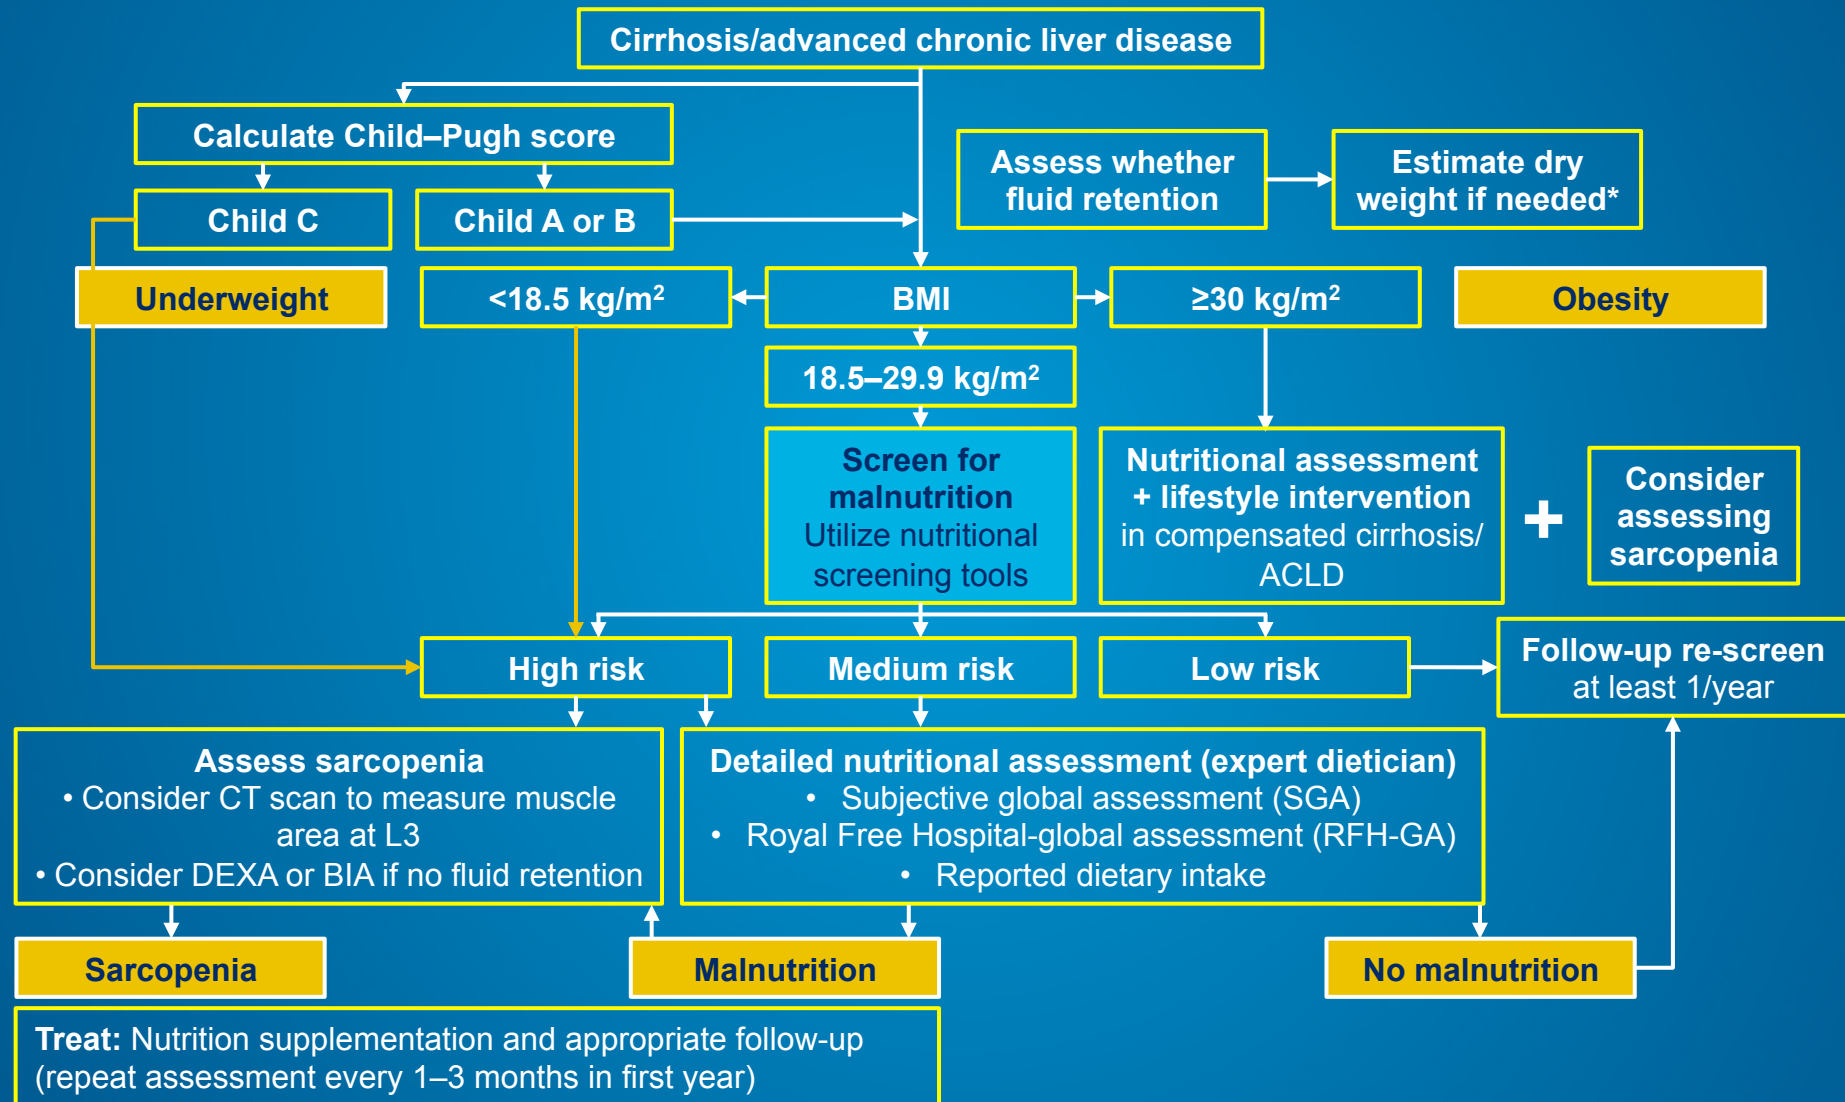 Cirrhosis/advanced chronic liver disease
Calculate Child–Pugh score
Assess whether
fluid retention
Estimate dry
weight if needed*
Child C
Child A or B
Underweight
<18.5 kg/m²
BMI
≥30 kg/m²
Obesity
18.5–29.9 kg/m²
Screen for
malnutrition
Utilize nutritional
screening tools
Nutritional assessment
+ lifestyle intervention
in compensated cirrhosis/
ACLD
+
Consider
assessing
sarcopenia
High risk
Medium risk
Low risk
Follow-up re-screen
at least 1/year
Assess sarcopenia
• Consider CT scan to measure muscle
area at L3
• Consider DEXA or BIA if no fluid retention
Detailed nutritional assessment (expert dietician)
• Subjective global assessment (SGA)
• Royal Free Hospital-global assessment (RFH-GA)
• Reported dietary intake
Sarcopenia
Malnutrition
No malnutrition
Treat: Nutrition supplementation and appropriate follow-up
(repeat assessment every 1–3 months in first year)